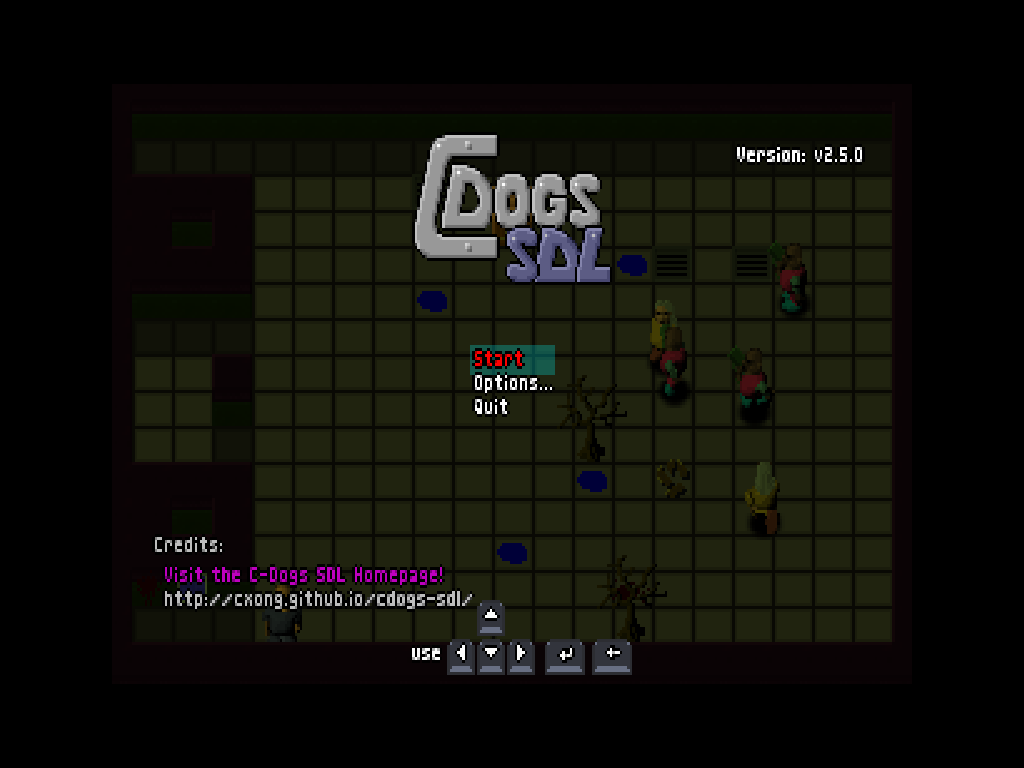 C DOGS
SDL
Version: v2.5.0
Start
Options...
Quit
Credits:
Visit the C-Dogs SDL Homepage!
http://cxong.github.io/cdogs-sdl/
use